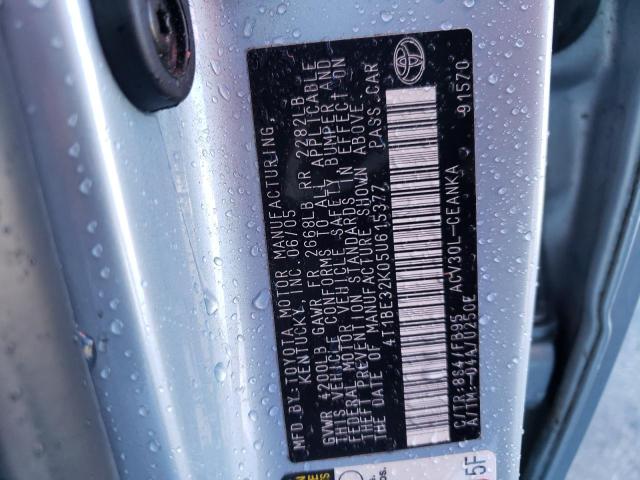 MFD.BY:TOYOTA MOTOR MANUFACTURING,
KENTUCKY, INC. 06/05
GVWR 4200LB GAWR FR 2668LB RR 2282LB
THIS VEHICLE CONFORMS TO ALL APPLICABLE
FEDERAL MOTOR VEHICLE SAFETY, BUMPER AND
THEFT PREVENTION STANDARDS IN EFFECT ON
THE DATE OF MANUFACTURE SHOWN ABOVE.
4T1BE32K05U615377 PASS.CAR
C/TR:8S4/FB95 ACV30L-CEANKA
A/TM:-04A/U250E 91570
5F